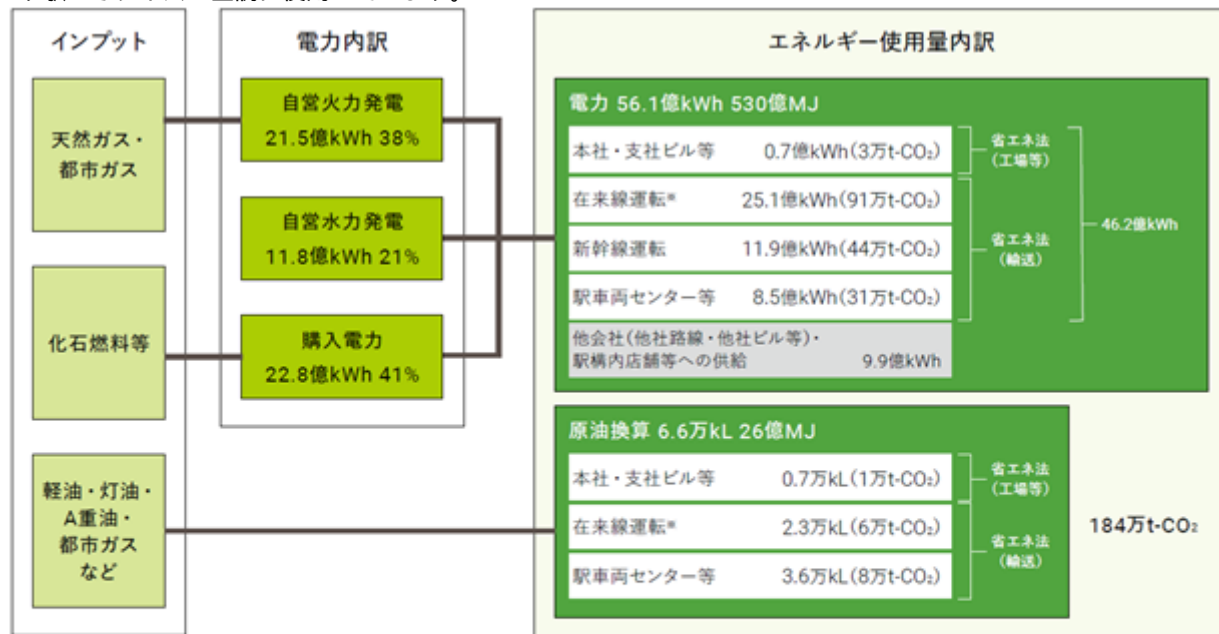 インプット
天然ガス・
都市ガス
化石燃料等
軽油・灯油・
A重油・
都市ガス
など
電力内訳
自営火力発電
21.5億kWh 38%
自営水力発電
11.8億kWh 21%
購入電力
22.8億kWh 41%
エネルギー使用量内訳
電力 56.1億kWh 530億MJ
本社・支社ビル等 0.7億kWh(3万t-CO₂)
在来線運転※ 25.1億kWh(91万t-CO₂)
新幹線運転 11.9億kWh(44万t-CO₂)
駅車両センター等 8.5億kWh(31万t-CO₂)
他会社(他社路線・他社ビル等)・
駅構内店舗等への供給 9.9億kWh
省エネ法
(工場等)
省エネ法
(輸送)
46.2億kWh
原油換算 6.6万kL 26億MJ
本社・支社ビル等 0.7万kL(1万t-CO₂)
在来線運転※ 2.3万kL(6万t-CO₂)
駅車両センター等 3.6万kL(8万t-CO₂)
省エネ法
(工場等)
省エネ法
(輸送)
184万t-CO₂